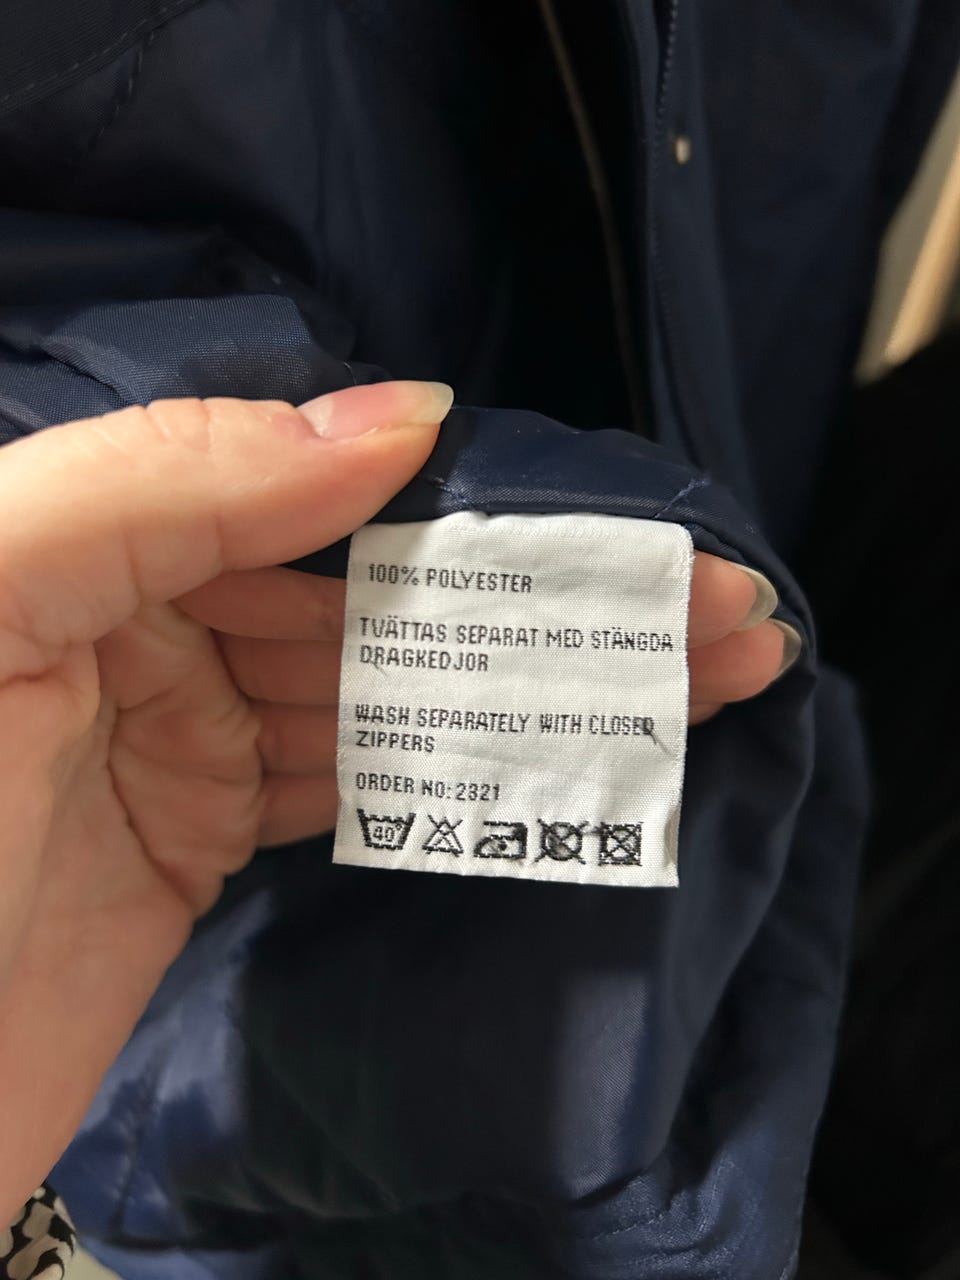 100% POLYESTER
TVÄTTAS SEPARAT MED STÄNGDA
DRAGKEDJOR
WASH SEPARATELY WITH CLOSED
ZIPPERS
ORDER NO: 2321
40°